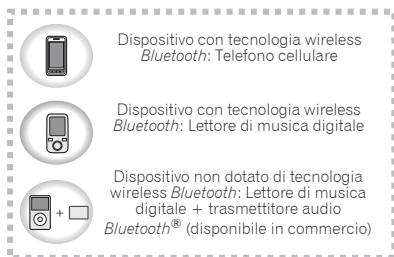 Dispositivo con tecnologia wireless
Bluetooth: Telefono cellulare
Dispositivo con tecnologia wireless
Bluetooth: Lettore di musica digitale
Dispositivo non dotato di tecnologia
wireless Bluetooth: Lettore di musica
digitale + trasmettitore audio
Bluetooth® (disponibile in commercio)
+